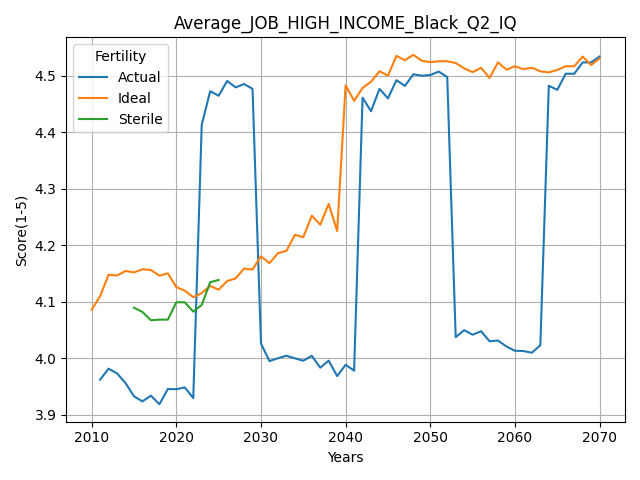 Average_JOB_HIGH_INCOME_Black_Q2_IQ
Fertility
Actual
Ideal
Sterile
Score(1-5)
4.5
4.4
4.3
4.2
4.1
4.0
3.9
2010 2020 2030 2040 2050 2060 2070
Years